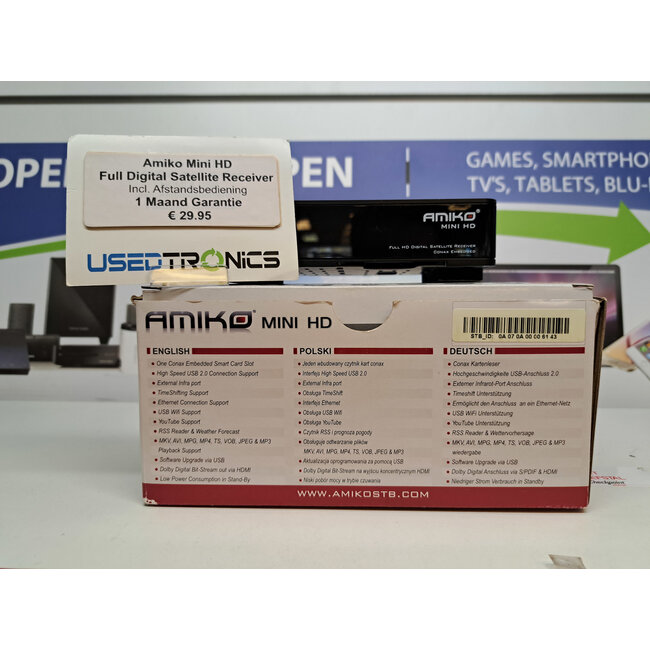 OPEN
PEN
GAMES, SMARTPHO
TV'S, TABLETS, BLU-
Amiko Mini HD
Full Digital Satellite Receiver
Incl. Afstandsbediening
1 Maand Garantie
€ 29.95
USEDTRONiCS
AMIKO®
MINI HD
FULL HD DIGITAL SATELLITE RECEIVER
CONAX EMBEDDED
AMIKO® MINI HD
STB_ID: 0A 07 0A 00 00 61 43
ENGLISH
• One Conax Embedded Smart Card Slot
• High Speed USB 2.0 Connection Support
• External Infra port
• TimeShifting Support
• Ethernet Connection Support
• USB Wifi Support
• YouTube Support
• RSS Reader & Weather Forecast
• MKV, AVI, MPG, MP4, TS, VOB, JPEG & MP3
Playback Support
• Software Upgrade via USB
• Dolby Digital Bit-Stream out via HDMI
• Low Power Consumption in Stand-By
POLSKI
• Jeden wbudowany czytnik kart conax
• Interfejs High Speed USB 2.0
• External Infra port
• Obsługa TimeShift
• Interfejs Ethernet
• Obsługa USB Wifi
• Obsługa YouTube
• Czytnik RSS i prognoza pogody
• Obsługuje odtwarzanie plików
MKV, AVI, MPG, MP4, TS, VOB, JPEG & MP3
• Aktualizacja oprogramowania za pomocą USB
• Dolby Digital Bit-Stream na wyjściu koncentrycznym i HDMI
• Niski pobór mocy w trybie czuwania
DEUTSCH
• Conax Kartenlieser
• Hochgeschwindigkeite USB-Anschluss 2.0
• Externer Infrarot-Port Anschluss
• Timeshift Unterstützung
• Ermöglicht den Anschluss an ein Ethernet-Netz
• USB WiFi Unterstützung
• YouTube Unterstützung
• RSS Reader & Wettervorhersage
• MKV, AVI, MPG, MP4, TS, VOB, JPEG & MP3
wiedergabe
• Software Upgrade via USB
• Dolby Digital Anschluss via S/PDIF & HDMI
• Niedriger Strom Verbrauch in Standby
WWW.AMIKOSTB.COM
Checkpoint